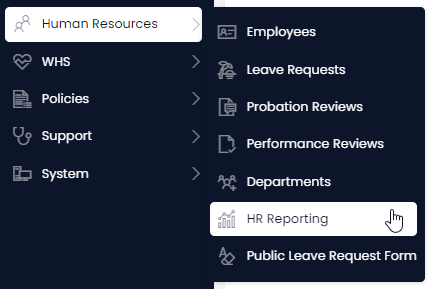 Human Resources
WHS
Policies
Support
System
Employees
Leave Requests
Probation Reviews
Performance Reviews
Departments
HR Reporting
Public Leave Request Form